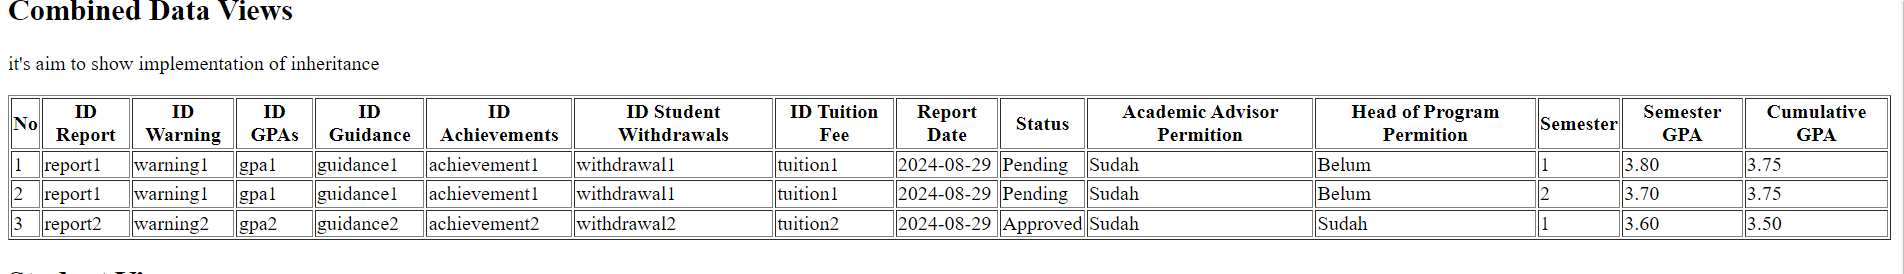 Combined Data Views
it's aim to show implementation of inheritance
No ID Report ID Warning ID GPAs ID Guidance ID Achievements ID Student Withdrawals ID Tuition Fee Report Date Status Academic Advisor Permition Head of Program Permition Semester Semester GPA Cumulative GPA
1 report1 warning1 gpa1 guidance1 achievement1 withdrawal1 tuition1 2024-08-29 Pending Sudah Belum 1 3.80 3.75
2 report1 warning1 gpa1 guidance1 achievement1 withdrawal1 tuition1 2024-08-29 Pending Sudah Belum 2 3.70 3.75
3 report2 warning2 gpa2 guidance2 achievement2 withdrawal2 tuition2 2024-08-29 Approved Sudah Sudah 1 3.60 3.50